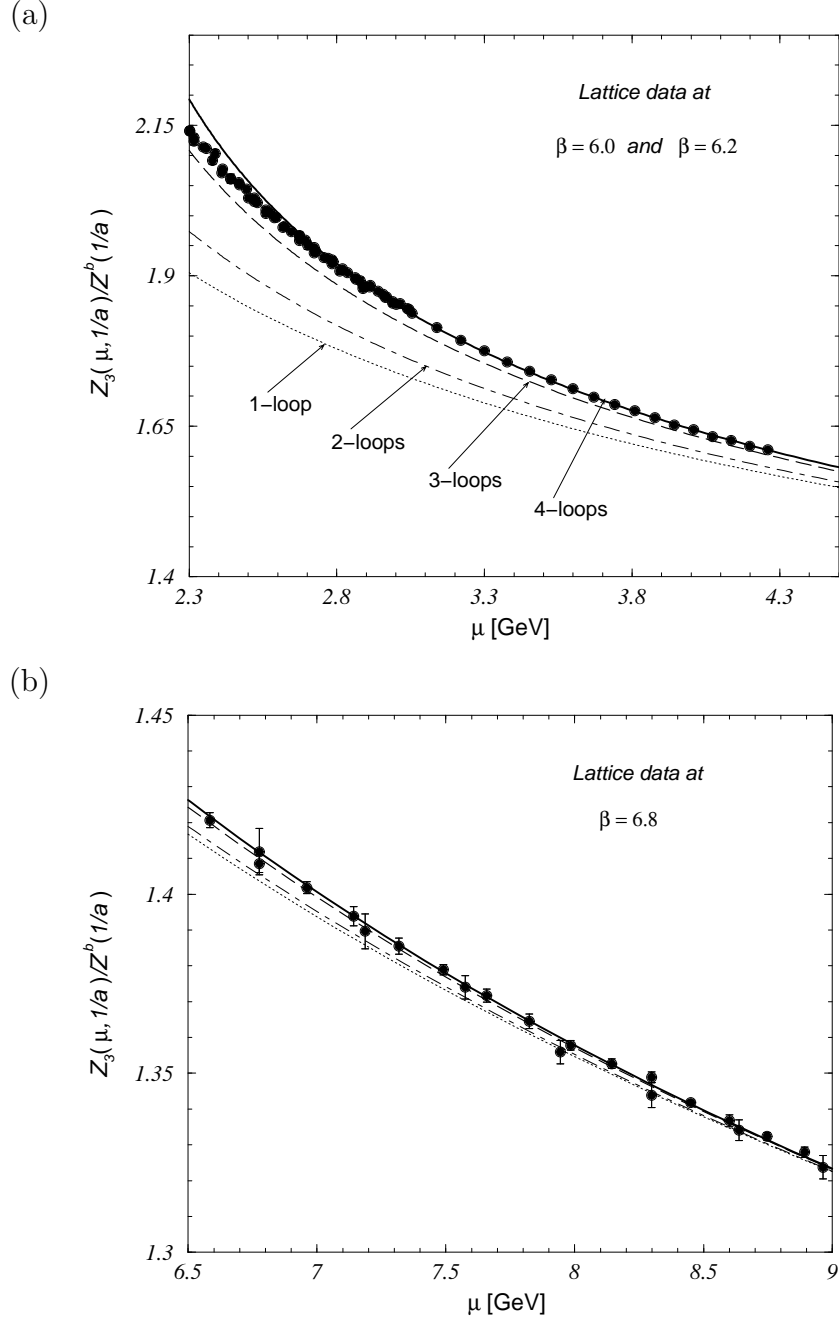 (a)
Lattice data at
β = 6.0 and β = 6.2
2.15
1.9
1.65
1.4
Z3(μ,1/a)/Z^b(1/a)
1–loop
2–loops
3–loops
4–loops
2.3 2.8 3.3 3.8 4.3
μ [GeV]
(b)
Lattice data at
β = 6.8
1.45
1.4
1.35
1.3
Z3(μ,1/a)/Z^b(1/a)
6.5 7 7.5 8 8.5 9
μ [GeV]